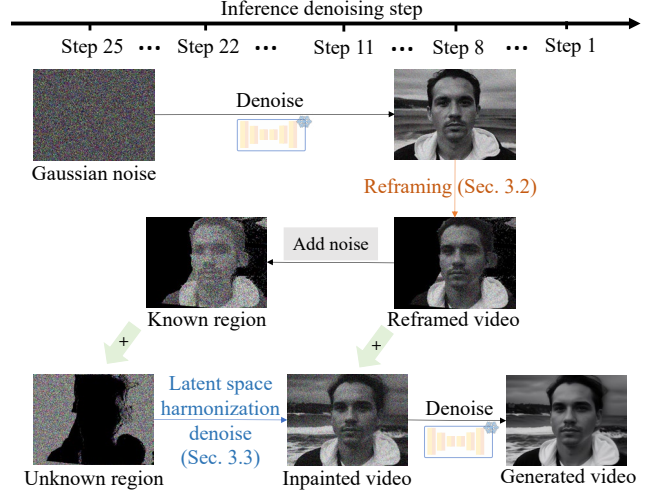 Inference denoising step
Step 25 ••• Step 22 ••• Step 11 ••• Step 8 ••• Step 1
Denoise
Gaussian noise
Reframing (Sec. 3.2)
Add noise
Known region
Reframed video
+
+
Latent space
harmonization
denoise
(Sec. 3.3)
Denoise
Unknown region
Inpainted video
Generated video